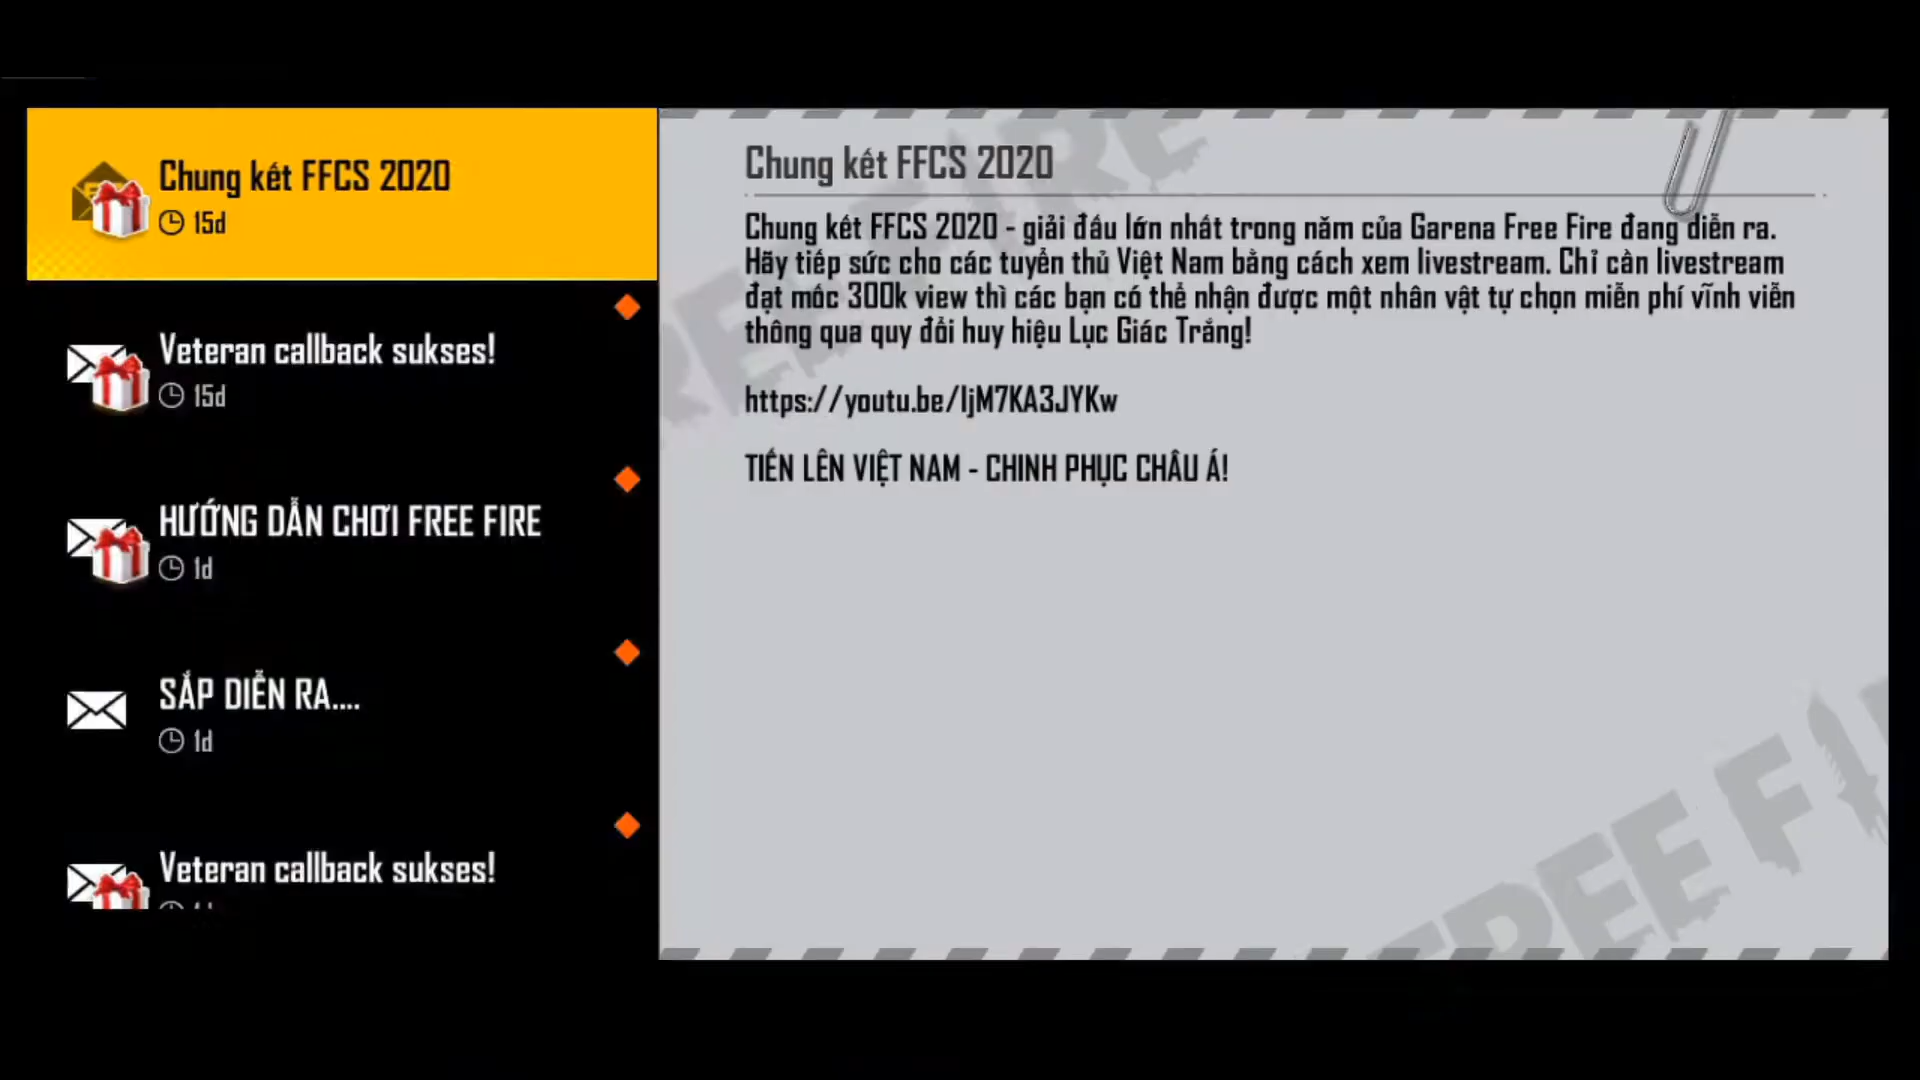 Chung kết FFCS 2020
15d
Veteran callback sukses!
15d
HƯỚNG DẪN CHƠI FREE FIRE
1d
SẮP DIỄN RA....
1d
Veteran callback sukses!
Chung kết FFCS 2020
Chung kết FFCS 2020 - giải đấu lớn nhất trong năm của Garena Free Fire đang diễn ra.
Hãy tiếp sức cho các tuyển thủ Việt Nam bằng cách xem livestream. Chỉ cần livestream
đạt mốc 300k view thì các bạn có thể nhận được một nhân vật tự chọn miễn phí vĩnh viễn
thông qua quy đổi huy hiệu Lục Giác Trắng!
https://youtu.be/ljM7KA3JYKw
TIẾN LÊN VIỆT NAM - CHINH PHỤC CHÂU Á!
FREE FIRE
FREE FI